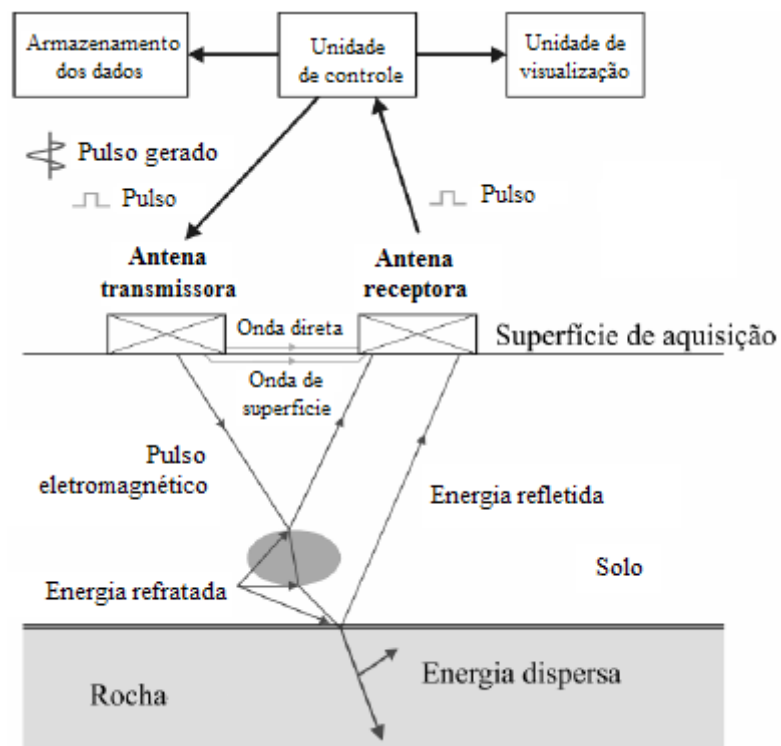 Armazenamento
dos dados
Unidade
de controle
Unidade de
visualização
Pulso gerado
Pulso
Pulso
Antena
transmissora
Antena
receptora
Onda direta
Superfície de aquisição
Onda de
superficie
Pulso
eletromagnético
Energia refletida
Solo
Energia refratada
Energia dispersa
Rocha